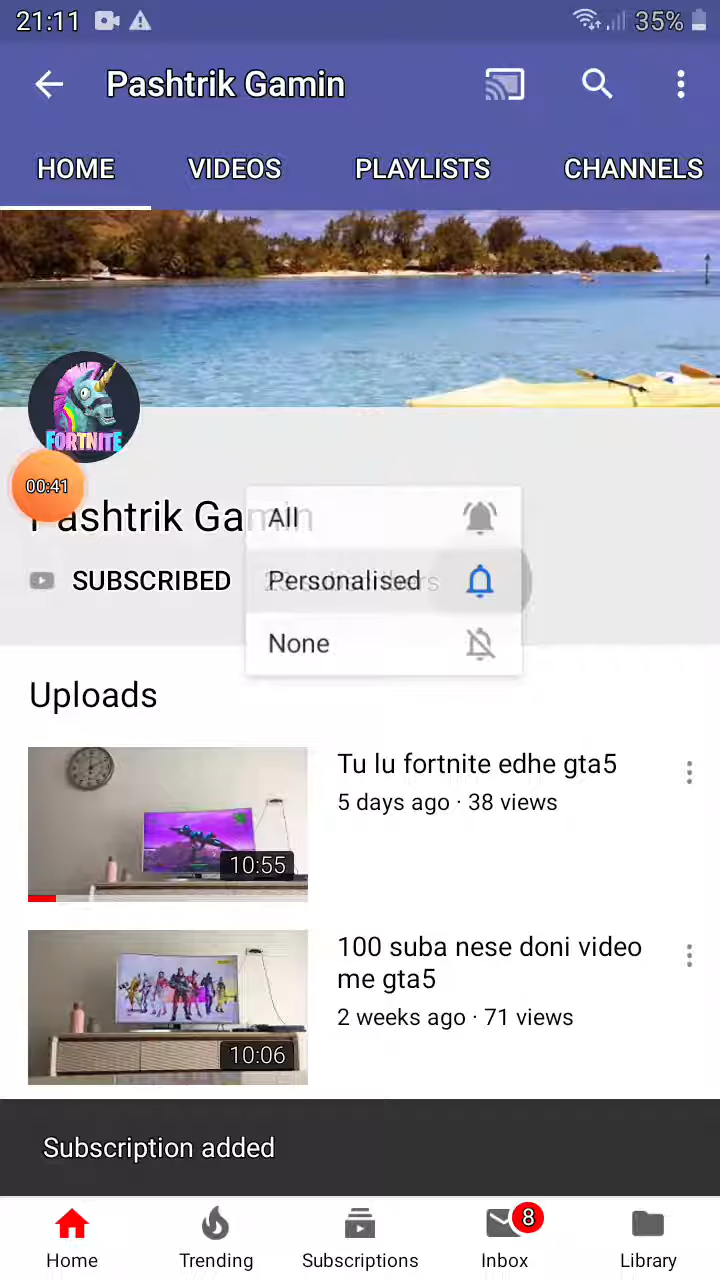 21:11
35%
Pashtrik Gamin
HOME VIDEOS PLAYLISTS CHANNELS
FORTNITE
00:41
Pashtrik Gamin
All
SUBSCRIBED
Personalised
None
Uploads
Tu lu fortnite edhe gta5
5 days ago · 38 views
10:55
100 suba nese doni video
me gta5
2 weeks ago · 71 views
10:06
Subscription added
8
Home Trending Subscriptions Inbox Library